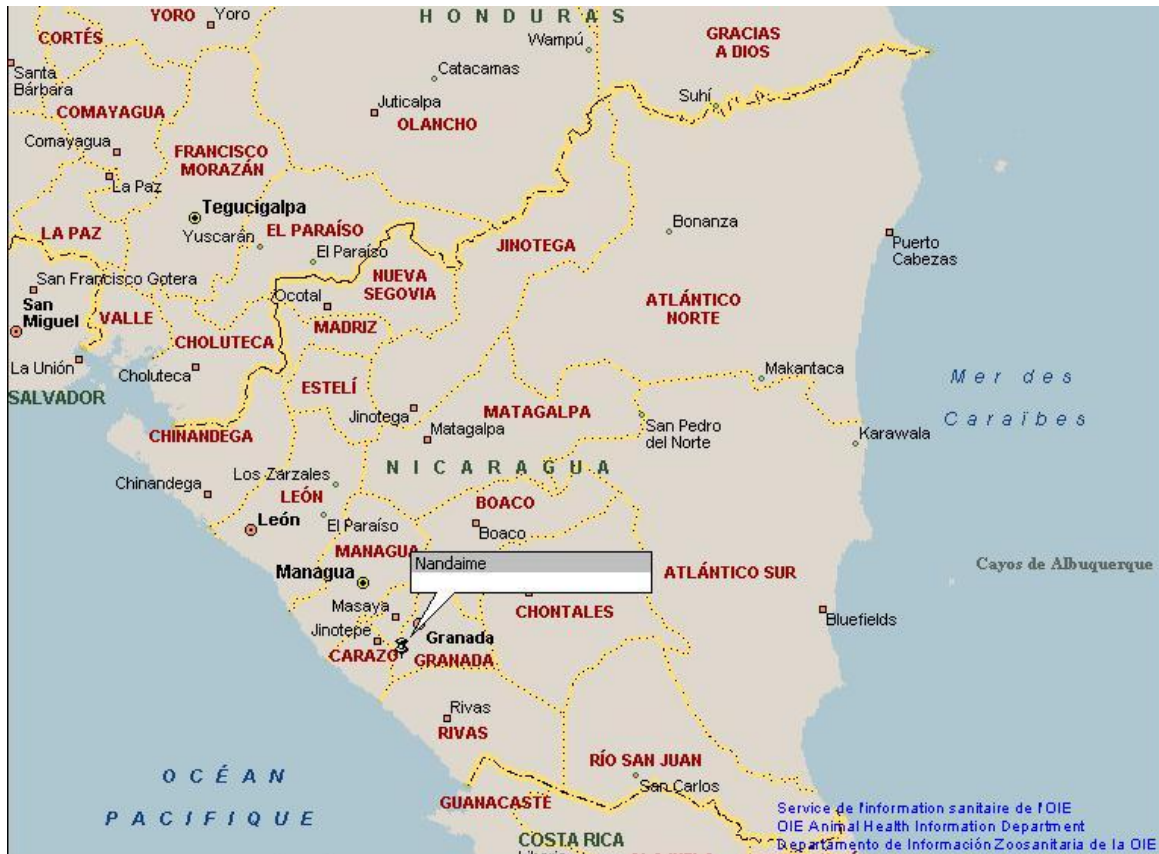 HONDURAS
YORO
Yoro
CORTÉS
Wampú
GRACIAS
A DIOS
Santa
Bárbara
Catacamas
Suhí
COMAYAGUA
Juticalpa
OLANCHO
Comayagua
FRANCISCO
MORAZÁN
La Paz
Tegucigalpa
Bonanza
LA PAZ
Yuscarán
EL PARAÍSO
El Paraíso
JINOTEGA
Puerto
Cabezas
San Francisco Gotera
NUEVA
SEGOVIA
Ocotal
ATLÁNTICO
NORTE
San
Miguel
VALLE
MADRIZ
CHOLUTECA
La Unión
Choluteca
Makantaca
Mer des
Caraïbes
SALVADOR
ESTELÍ
Jinotega
MATAGALPA
Matagalpa
San Pedro
del Norte
Karawala
CHINANDEGA
NICARAGUA
Los Zarzales
Chinandega
LEÓN
BOACO
León
El Paraíso
Boaco
MANAGUA
Nandaime
Cayos de Albuquerque
Managua
ATLÁNTICO SUR
Masaya
CHONTALES
Bluefields
Jinotepe
Granada
CARAZO
GRANADA
Rivas
RIVAS
RÍO SAN JUAN
San Carlos
OCÉAN
PACIFIQUE
GUANACASTE
COSTA RICA
Service de l'information sanitaire de l'OIE
OIE Animal Health Information Department
Departamento de Información Zoosanitaria de la OIE